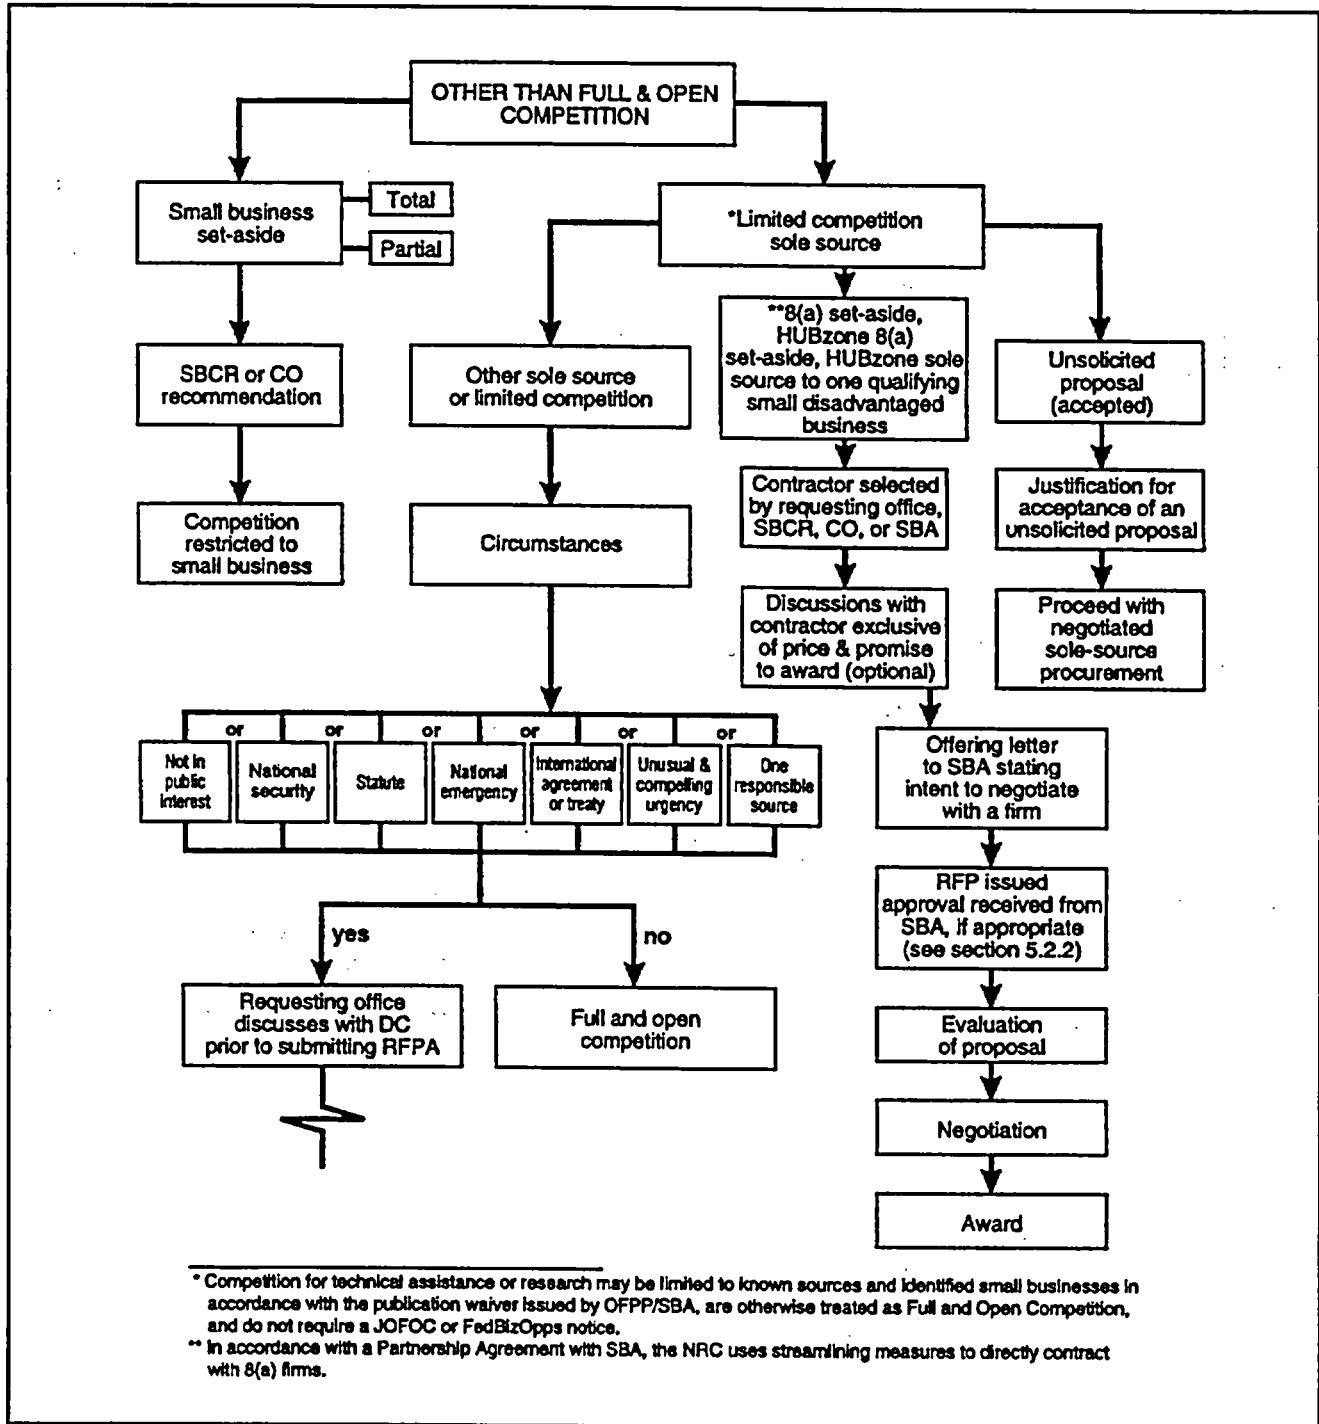 OTHER THAN FULL & OPEN
COMPETITION
Small business
set-aside
Total
Partial
*Limited competition
sole source
SBCR or CO
recommendation
Competition
restricted to
small business
Other sole source
or limited competition
Circumstances
**8(a) set-aside,
HUBzone 8(a)
set-aside, HUBzone sole
source to one qualifying
small disadvantaged
business
Contractor selected
by requesting office,
SBCR, CO, or SBA
Discussions with
contractor exclusive
of price & promise
to award (optional)
Unsolicited
proposal
(accepted)
Justification for
acceptance of an
unsolicited proposal
Proceed with
negotiated
sole-source
procurement
or
or
or
or
or
or
Not in
public
interest
National
security
Statute
National
emergency
International
agreement
or treaty
Unusual &
compelling
urgency
One
responsible
source
yes
no
Requesting office
discusses with DC
prior to submitting RFPA
Full and open
competition
Offering letter
to SBA stating
intent to negotiate
with a firm
RFP issued
approval received from
SBA, if appropriate
(see section 5.2.2)
Evaluation
of proposal
Negotiation
Award
* Competition for technical assistance or research may be limited to known sources and identified small businesses in
accordance with the publication waiver issued by OFPP/SBA, are otherwise treated as Full and Open Competition,
and do not require a JOFOC or FedBizOpps notice.
** In accordance with a Partnership Agreement with SBA, the NRC uses streamlining measures to directly contract
with 8(a) firms.